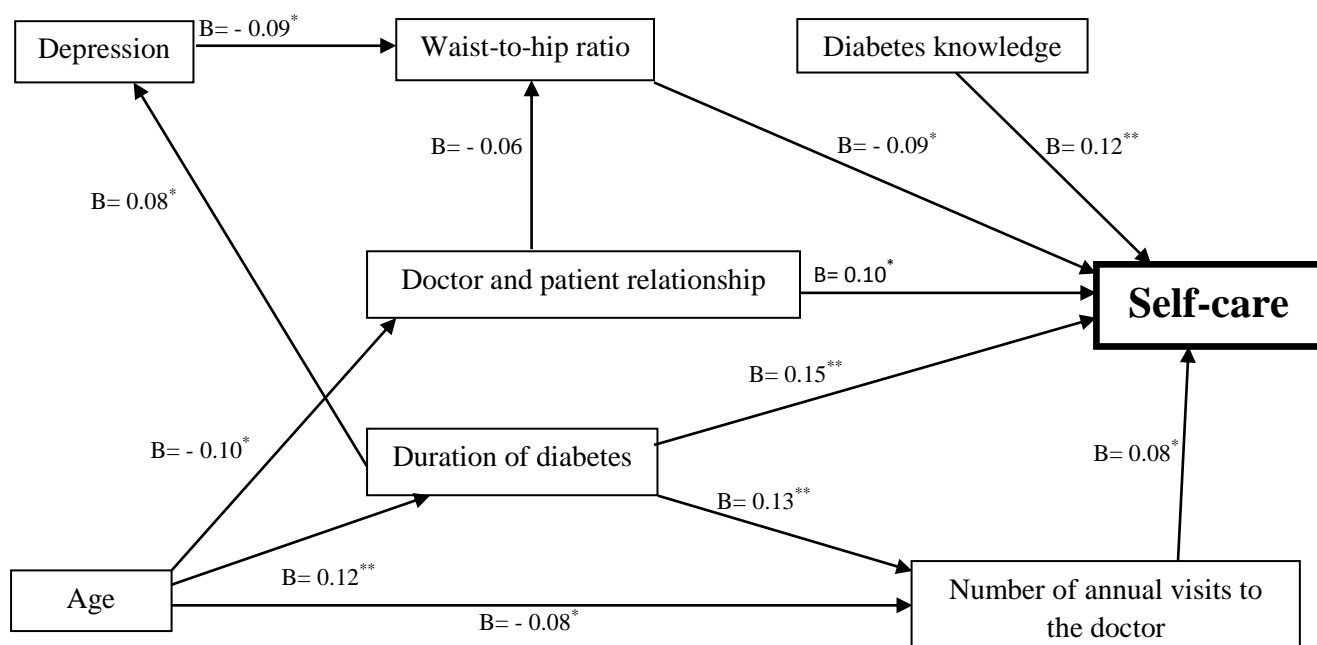 B= - 0.09*
Depression
Waist-to-hip ratio
Diabetes knowledge
B= - 0.06
B= - 0.09*
B= 0.12**
B= 0.08*
Doctor and patient relationship
B= 0.10*
Self-care
B= 0.15**
B= - 0.10*
Duration of diabetes
B= 0.08*
B= 0.13**
B= 0.12**
Age
Number of annual visits to
the doctor
B= - 0.08*